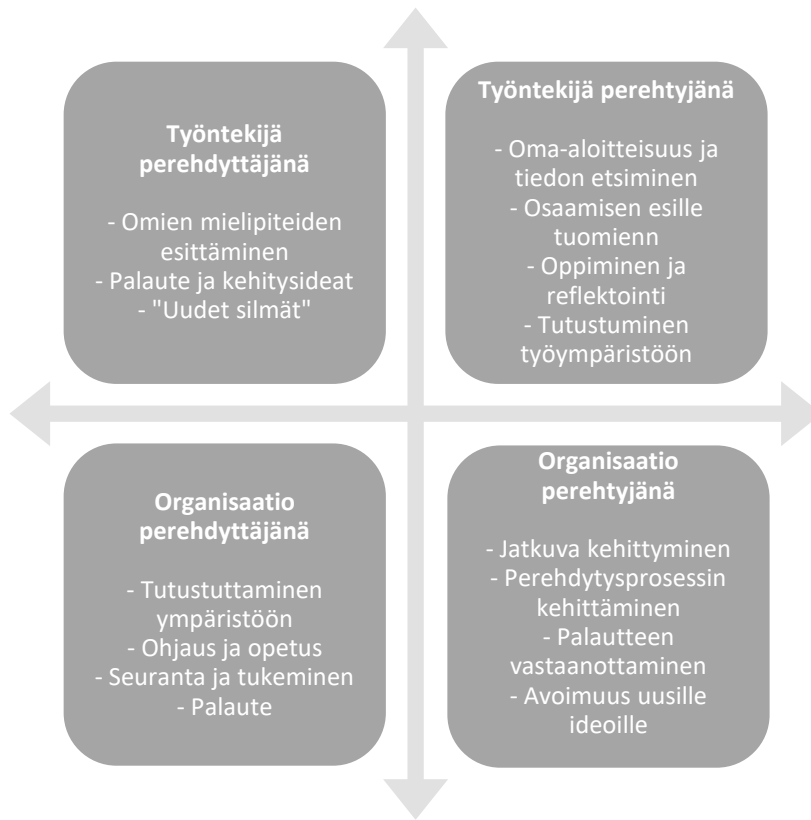 Työntekijä
perehdyttäjänä
- Omien mielipiteiden
esittäminen
- Palaute ja kehitysideat
- "Uudet silmät"
Työntekijä perehtyjänä
- Oma-aloitteisuus ja
tiedon etsiminen
- Osaamisen esille
tuomienn
- Oppiminen ja
reflektointi
- Tutustuminen
työympäristöön
Organisaatio
perehdyttäjänä
- Tutustuttaminen
ympäristöön
- Ohjaus ja opetus
- Seuranta ja tukeminen
- Palaute
Organisaatio
perehtyjänä
- Jatkuva kehittyminen
- Perehdytysprosessin
kehittäminen
- Palautteen
vastaanottaminen
- Avoimuus uusille
ideoille